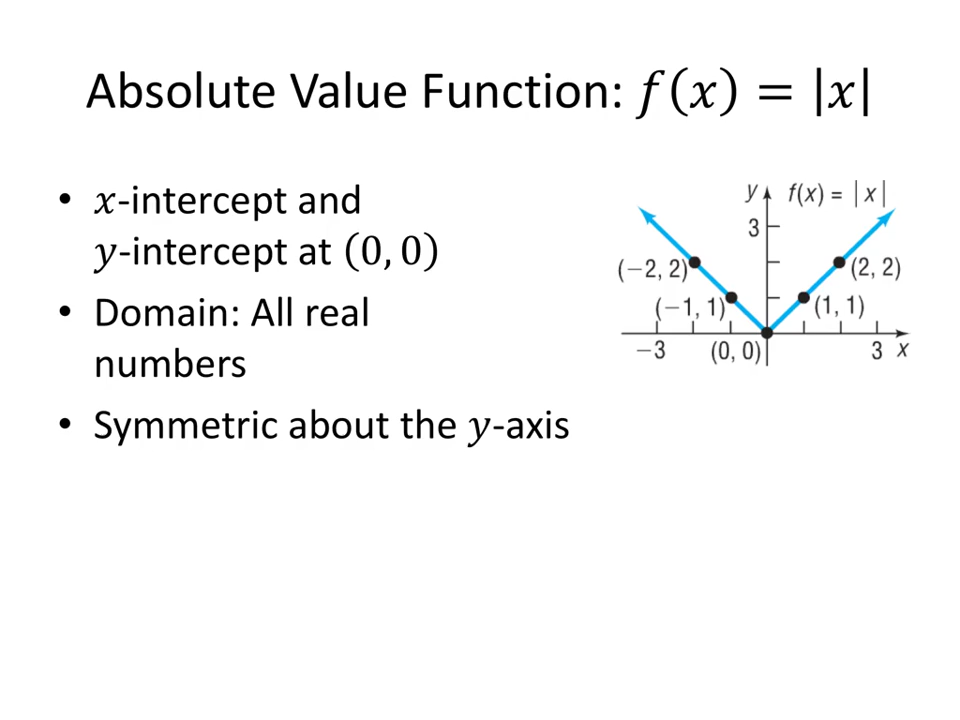 Absolute Value Function: f(x) = |x|
• x-intercept and
y-intercept at (0, 0)
• Domain: All real
numbers
• Symmetric about the y-axis
y f(x) = |x|
3
(−2, 2) (2, 2)
(−1, 1) (1, 1)
−3 (0, 0) 3 x